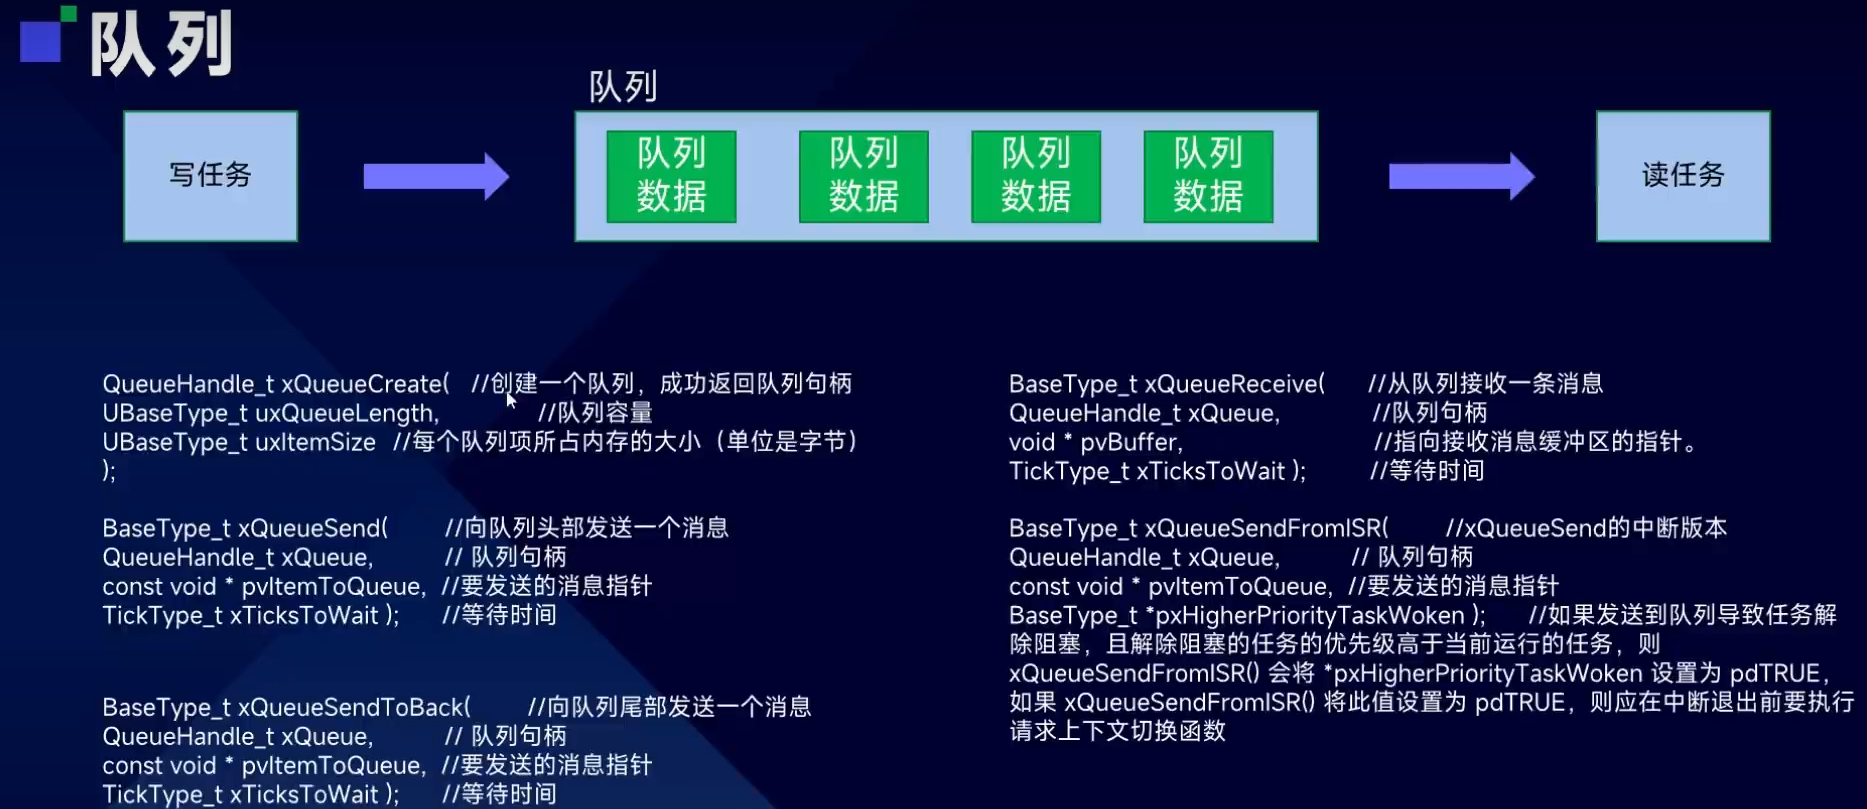 队列
队列
写任务
队列
数据
队列
数据
队列
数据
队列
数据
读任务
QueueHandle_t xQueueCreate( //创建一个队列，成功返回队列句柄
UBaseType_t uxQueueLength, //队列容量
UBaseType_t uxItemSize //每个队列项所占内存的大小（单位是字节）
);
BaseType_t xQueueSend( //向队列头部发送一个消息
QueueHandle_t xQueue, // 队列句柄
const void * pvItemToQueue, //要发送的消息指针
TickType_t xTicksToWait ); //等待时间
BaseType_t xQueueSendToBack( //向队列尾部发送一个消息
QueueHandle_t xQueue, // 队列句柄
const void * pvItemToQueue, //要发送的消息指针
TickType_t xTicksToWait ); //等待时间
BaseType_t xQueueReceive( //从队列接收一条消息
QueueHandle_t xQueue, //队列句柄
void * pvBuffer, //指向接收消息缓冲区的指针。
TickType_t xTicksToWait ); //等待时间
BaseType_t xQueueSendFromISR( //xQueueSend的中断版本
QueueHandle_t xQueue, // 队列句柄
const void * pvItemToQueue, //要发送的消息指针
BaseType_t *pxHigherPriorityTaskWoken ); //如果发送到队列导致任务解
除阻塞，且解除阻塞的任务的优先级高于当前运行的任务，则
xQueueSendFromISR() 会将 *pxHigherPriorityTaskWoken 设置为 pdTRUE，
如果 xQueueSendFromISR() 将此值设置为 pdTRUE，则应在中断退出前要执行
请求上下文切换函数